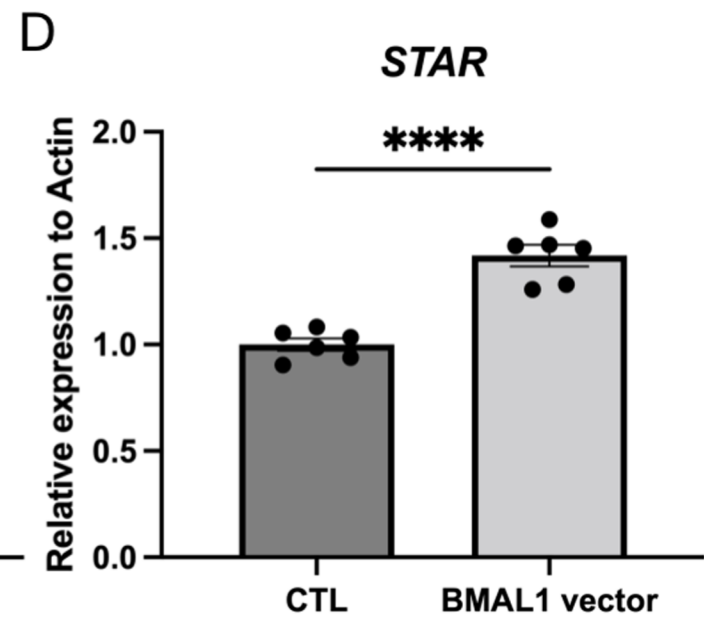 D
STAR
****
Relative expression to Actin
2.0
1.5
1.0
0.5
0.0
CTL
BMAL1 vector